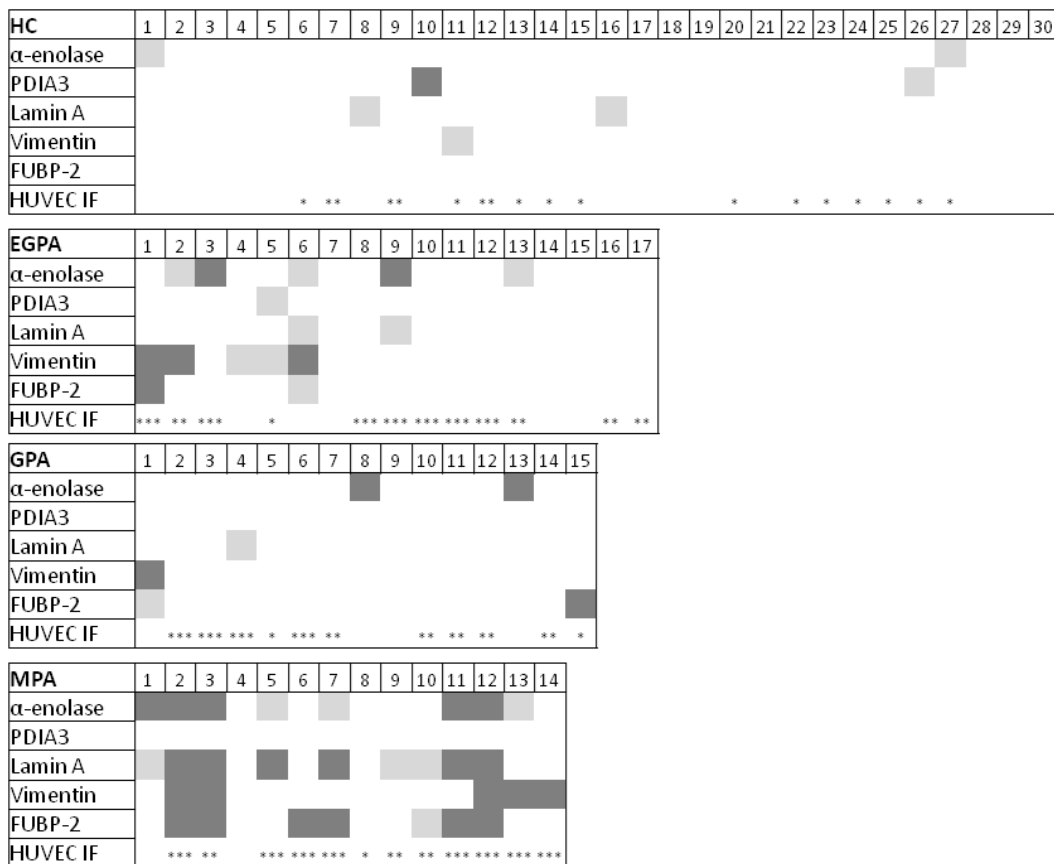 HC 1 2 3 4 5 6 7 8 9 10 11 12 13 14 15 16 17 18 19 20 21 22 23 24 25 26 27 28 29 30
α-enolase
PDIA3
Lamin A
Vimentin
FUBP-2
HUVEC IF * ** ** * ** * * * * * * * * * *
EGPA 1 2 3 4 5 6 7 8 9 10 11 12 13 14 15 16 17
α-enolase
PDIA3
Lamin A
Vimentin
FUBP-2
HUVEC IF *** ** *** * *** *** *** *** *** ** ** **
GPA 1 2 3 4 5 6 7 8 9 10 11 12 13 14 15
α-enolase
PDIA3
Lamin A
Vimentin
FUBP-2
HUVEC IF *** *** *** * *** ** ** ** ** ** *
MPA 1 2 3 4 5 6 7 8 9 10 11 12 13 14
α-enolase
PDIA3
Lamin A
Vimentin
FUBP-2
HUVEC IF *** ** *** *** *** * ** ** *** *** *** ***